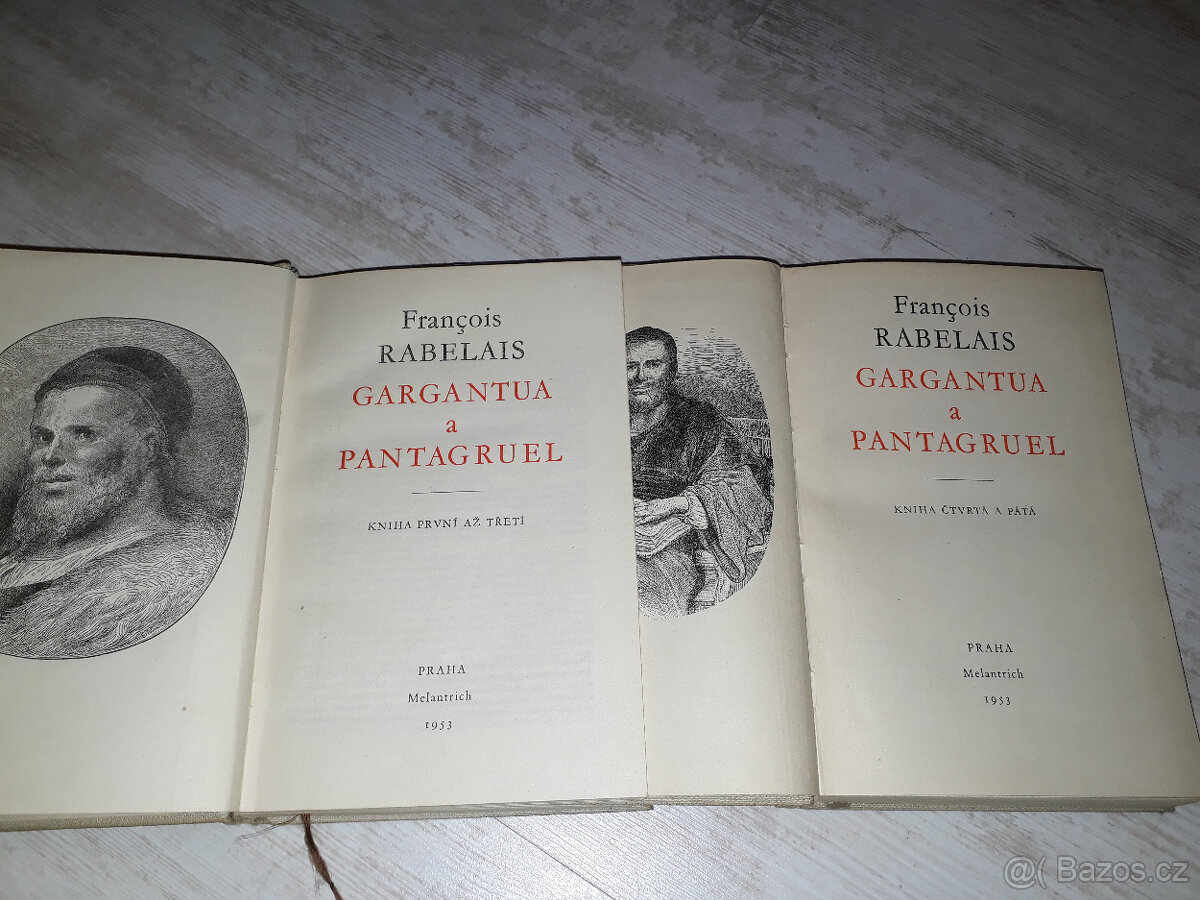 François
RABELAIS
GARGANTUA
a
PANTAGRUEL
KNIHA PRVNÍ AŽ TŘETÍ
PRAHA
Melantrich
1953
François
RABELAIS
GARGANTUA
a
PANTAGRUEL
KNIHA ČTVRTÁ A PÁTÁ
PRAHA
Melantrich
1953
@( Bazos.cz